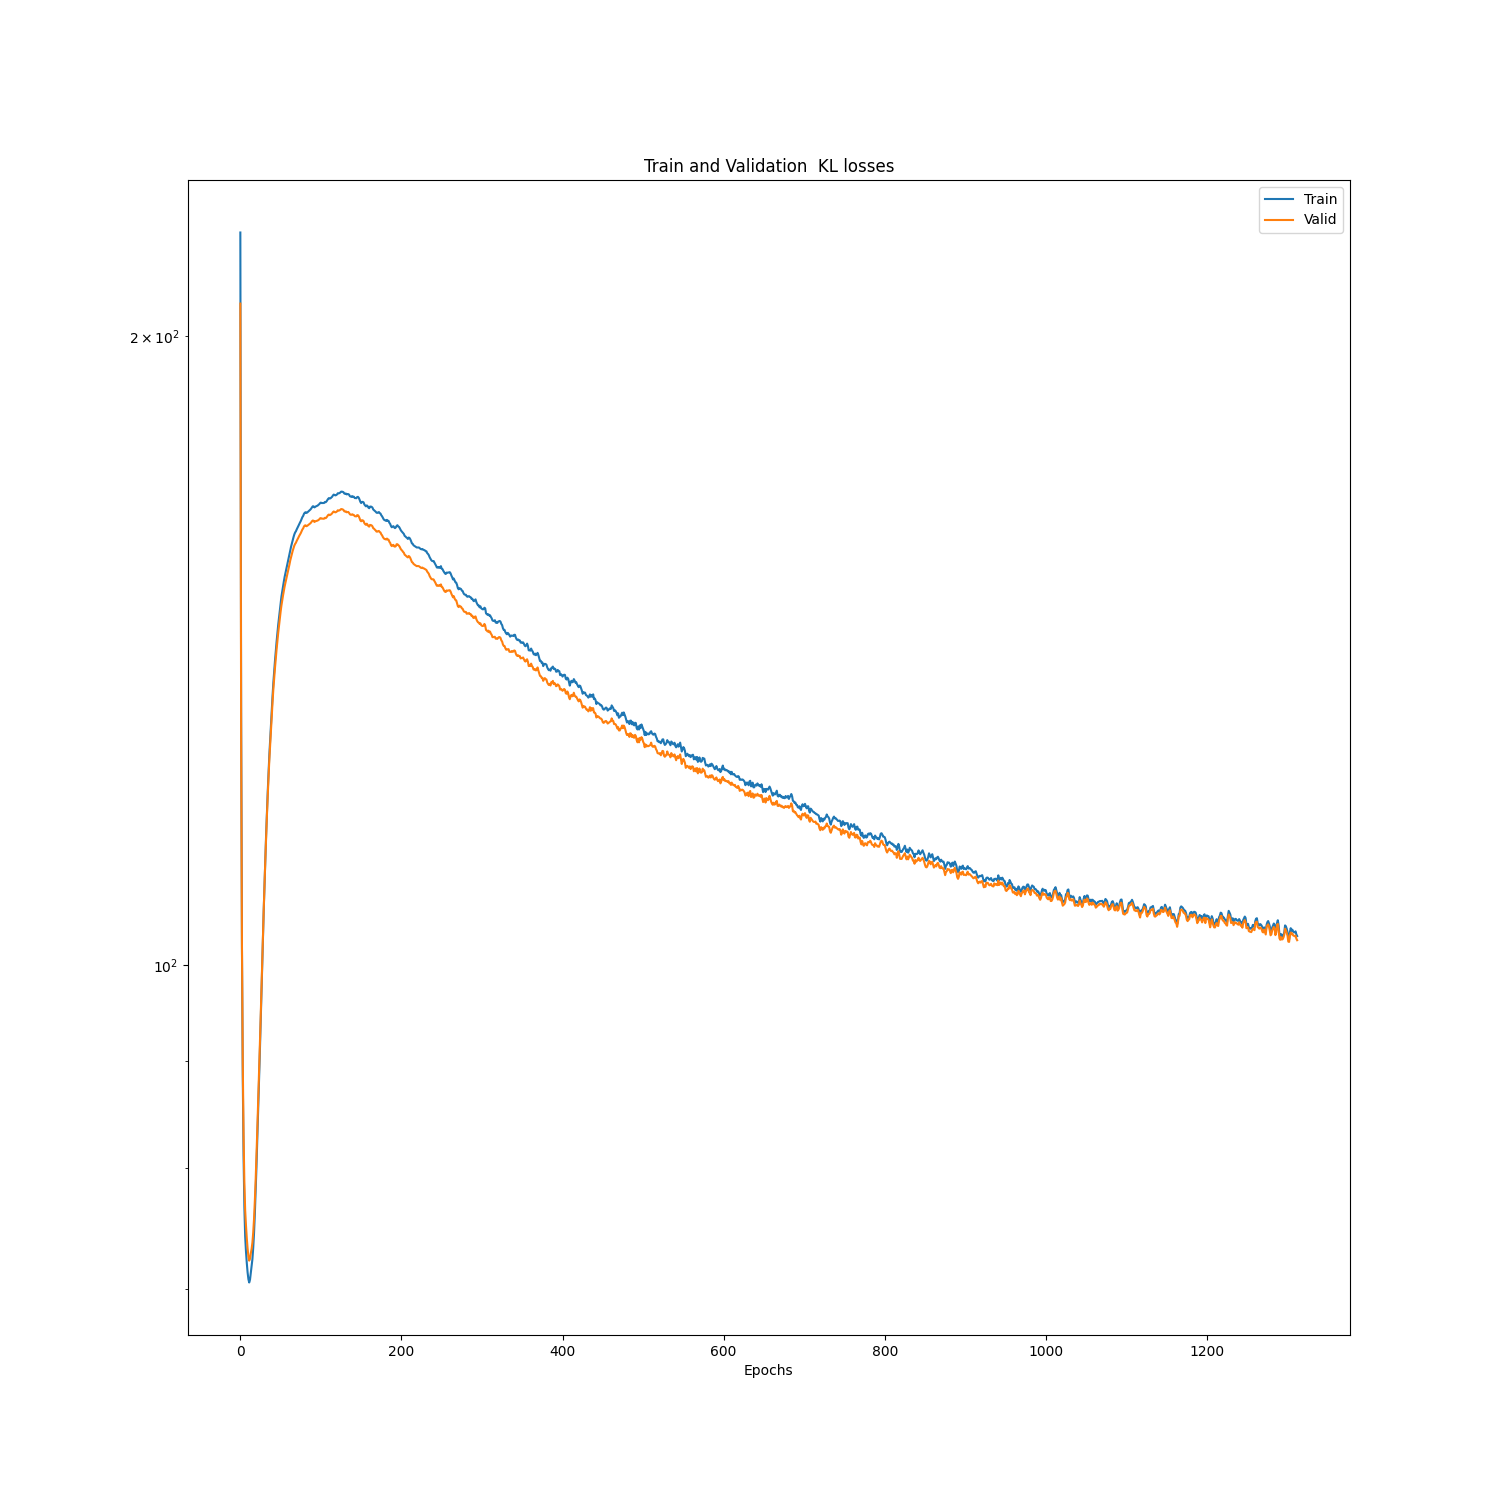 Train and Validation  KL losses
Train
Valid
2 × 10²
10²
0 200 400 600 800 1000 1200
Epochs